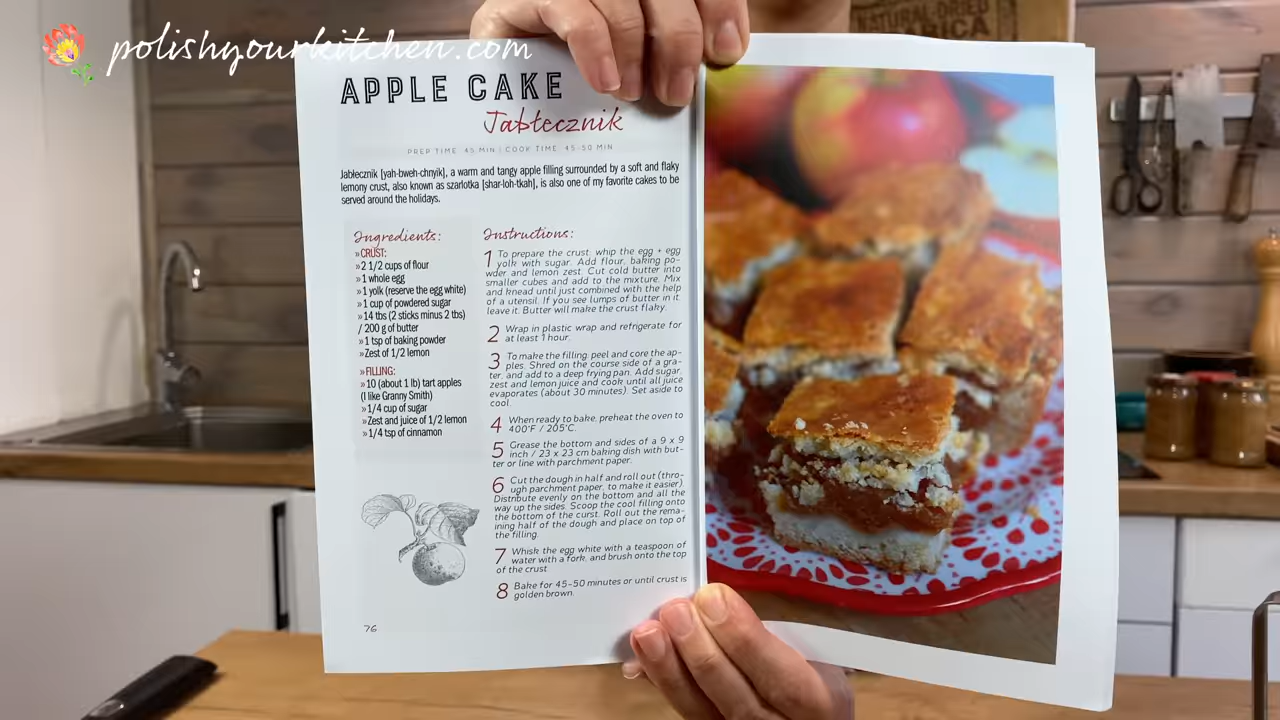 polishyourkitchen.com
NATURAL-DRIED
APPLE CAKE
Jabłecznik
PREP TIME: 45 MIN | COOK TIME: 45-50 MIN
Jabłecznik [yah-bweh-chnyik], a warm and tangy apple filling surrounded by a soft and flaky
lemony crust, also known as szarlotka [shar-loh-tkah], is also one of my favorite cakes to be
served around the holidays.
Ingredients:
»CRUST:
»2 1/2 cups of flour
»1 whole egg
»1 yolk (reserve the egg white)
»1 cup of powdered sugar
»14 tbs (2 sticks minus 2 tbs)
/ 200 g of butter
»1 tsp of baking powder
»Zest of 1/2 lemon
»FILLING:
»10 (about 1 lb) tart apples
(I like Granny Smith)
»1/4 cup of sugar
»Zest and juice of 1/2 lemon
»1/4 tsp of cinnamon
Instructions:
1 To prepare the crust: whip the egg + egg
yolk with sugar. Add flour, baking po-
wder and lemon zest. Cut cold butter into
smaller cubes and add to the mixture. Mix
and knead until just combined with the help
of a utensil. If you see lumps of butter in it,
leave it. Butter will make the crust flaky.
2 Wrap in plastic wrap and refrigerate for
at least 1 hour.
3 To make the filling: peel and core the ap-
ples. Shred on the course side of a gra-
ter, and add to a deep frying pan. Add sugar,
zest and lemon juice and cook until all juice
evaporates (about 30 minutes). Set aside to
cool.
4 When ready to bake, preheat the oven to
400°F / 205°C.
5 Grease the bottom and sides of a 9 x 9
inch / 23 x 23 cm baking dish with but-
ter or line with parchment paper.
6 Cut the dough in half and roll out (thro-
ugh parchment paper, to make it easier).
Distribute evenly on the bottom and all the
way up the sides. Scoop the cool filling onto
the bottom of the curst. Roll out the rema-
ining half of the dough and place on top of
the filling.
7 Whisk the egg white with a teaspoon of
water with a fork, and brush onto the top
of the crust.
8 Bake for 45-50 minutes or until crust is
golden brown.
76